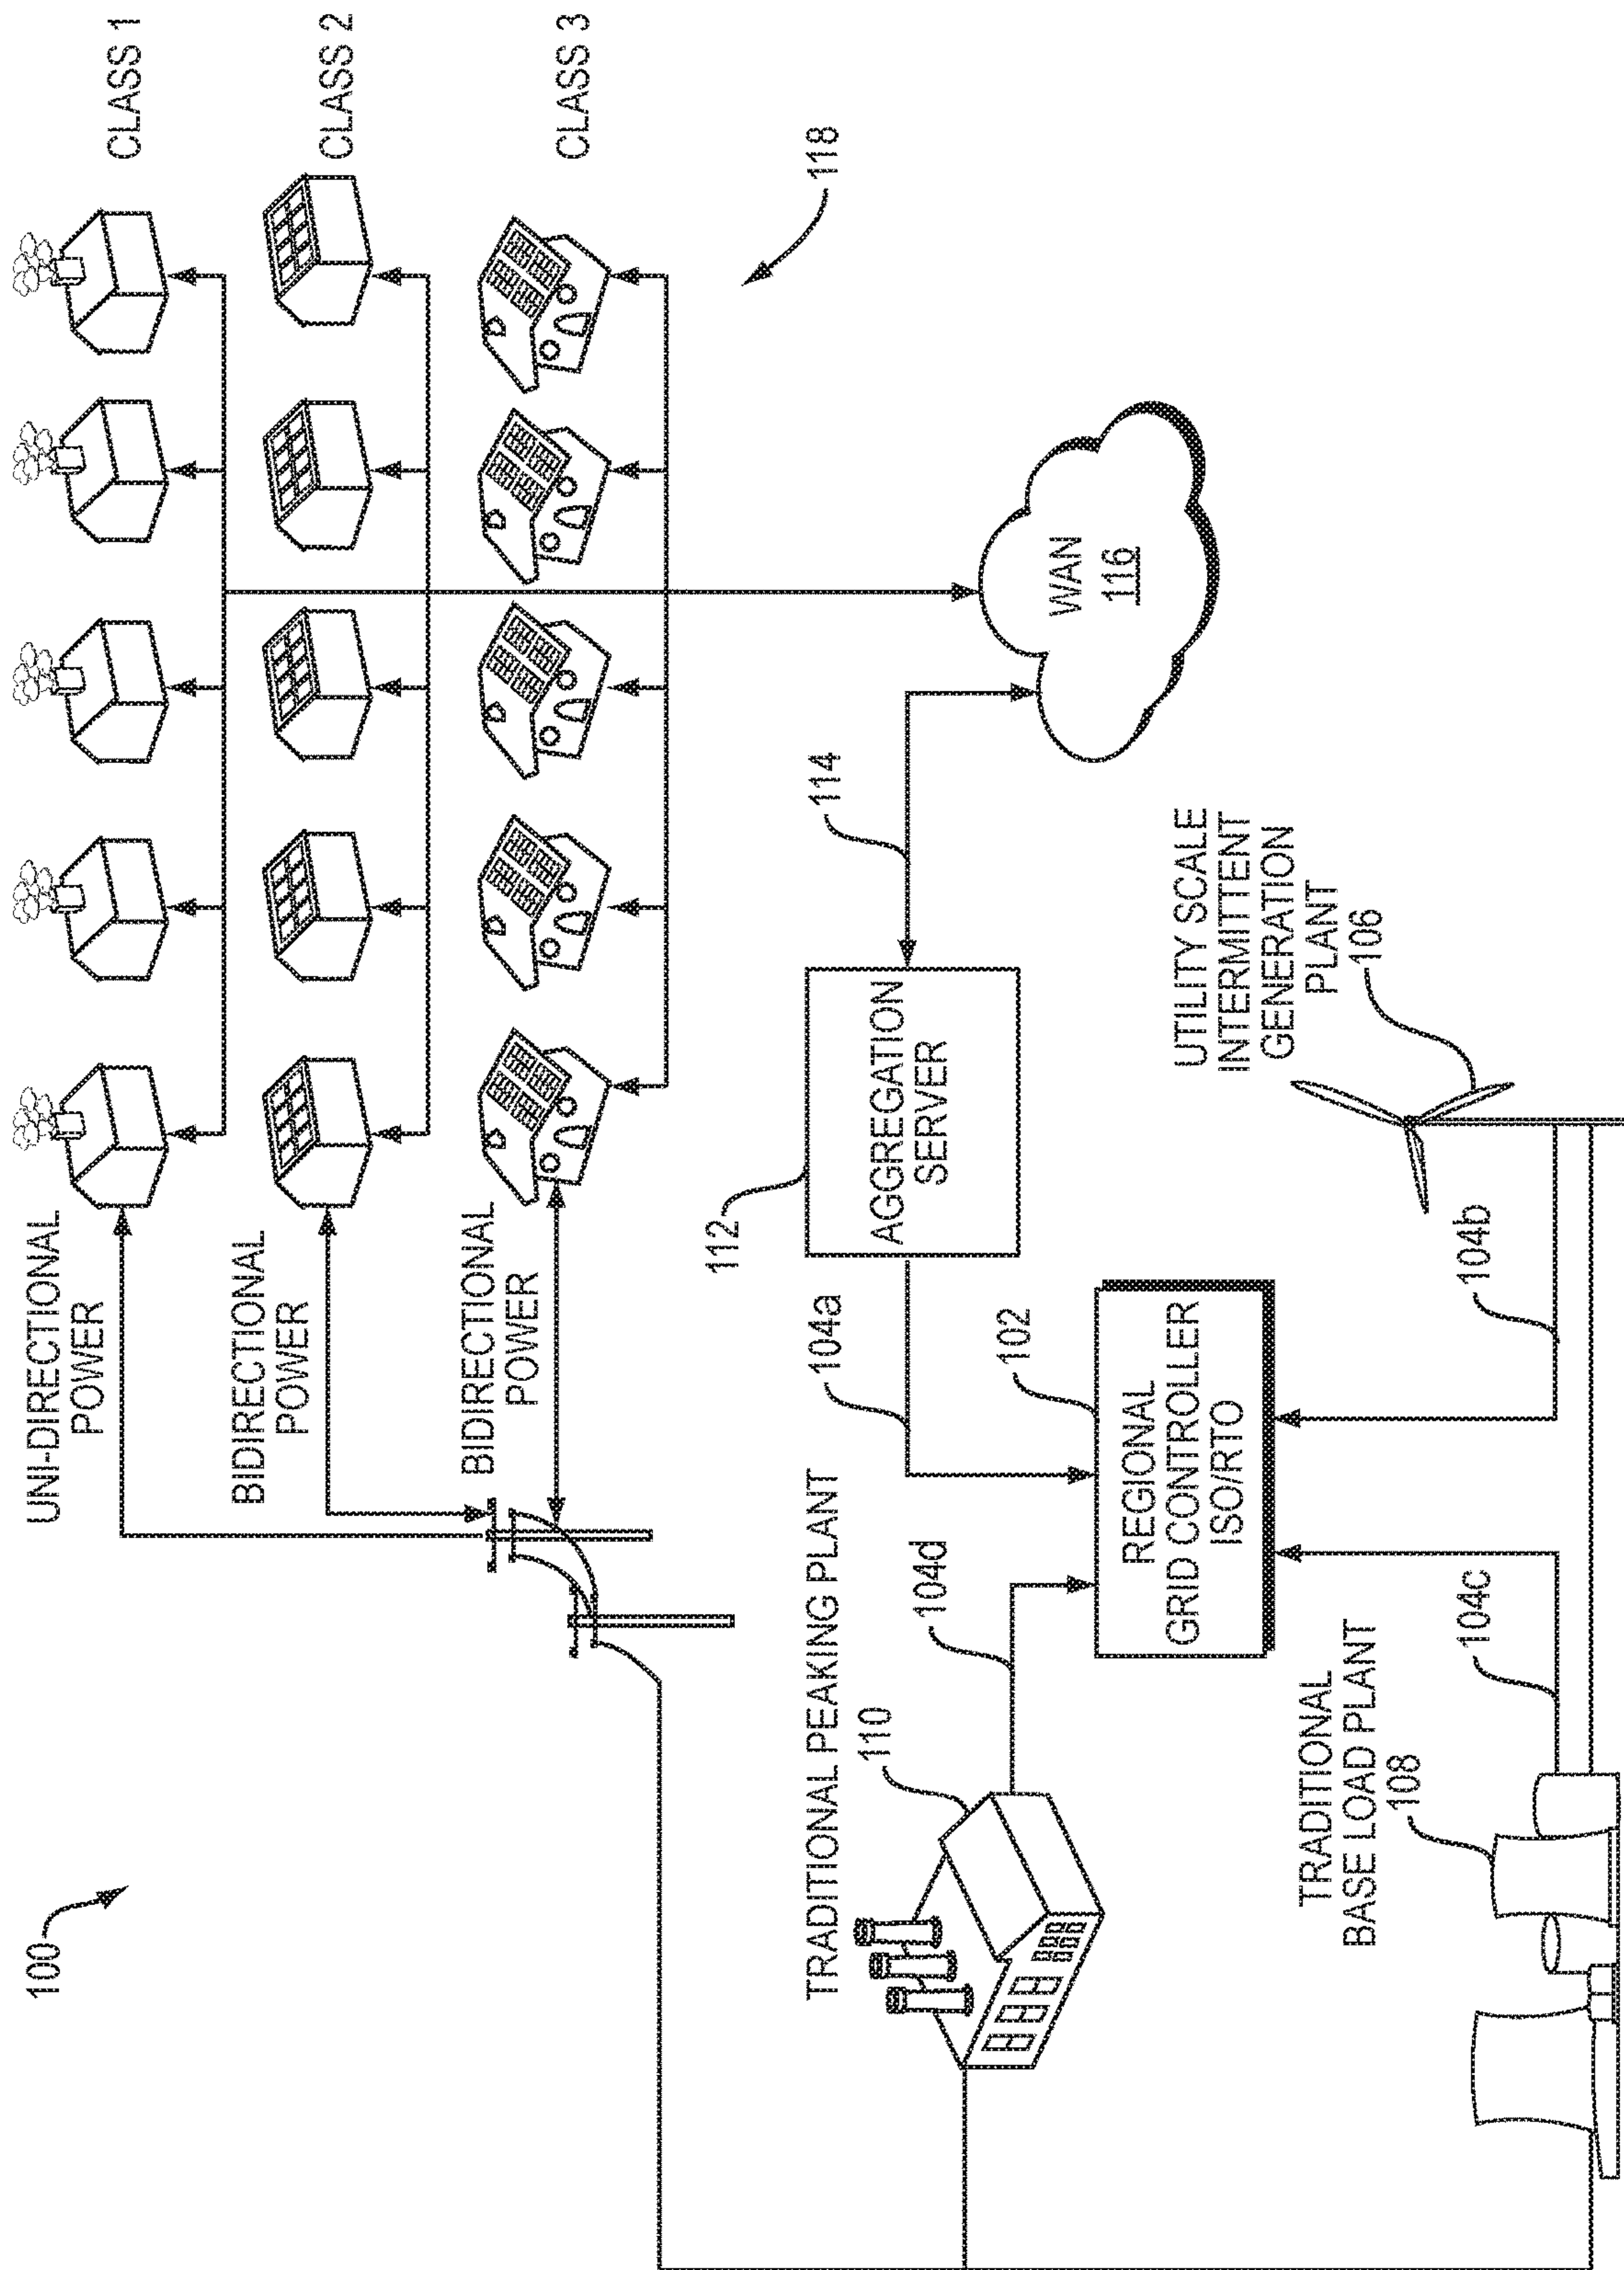 100
UNI-DIRECTIONAL
POWER
CLASS 1
BIDIRECTIONAL
POWER
CLASS 2
BIDIRECTIONAL
POWER
CLASS 3
118
TRADITIONAL PEAKING PLANT
110
104d
104a
112
AGGREGATION
SERVER
114
WAN
116
102
REGIONAL
GRID CONTROLLER
ISO/RTO
UTILITY SCALE
INTERMITTENT
GENERATION
PLANT
106
104b
TRADITIONAL
BASE LOAD PLANT
108
104c